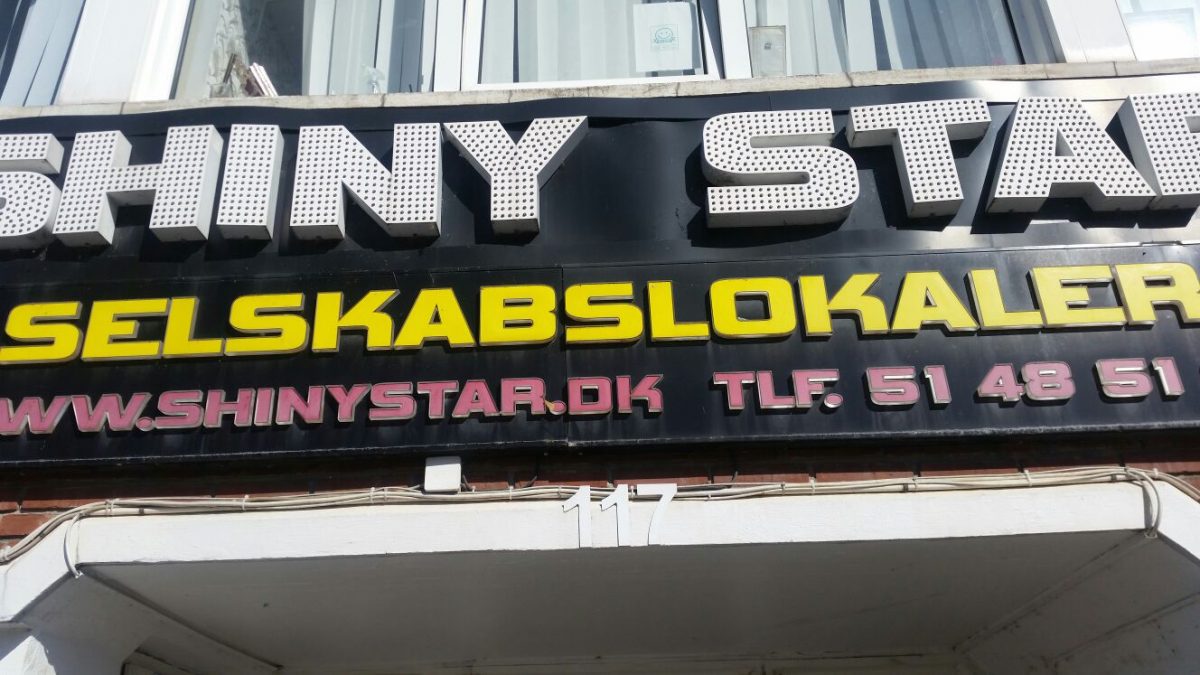 SHINY STAR
SELSKABSLOKALER
WWW.SHINYSTAR.DK TLF. 51 48 51
117